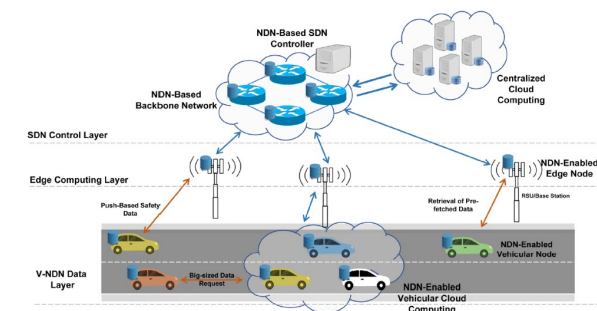 NDN-Based SDN
Controller
NDN-Based
Backbone Network
Centralized
Cloud
Computing
SDN Control Layer
NDN-Enabled
Edge Node
Edge Computing Layer
RSU/Base Station
Push-Based Safety
Data
Retrieval of Pre-
fetched Data
NDN-Enabled
Vehicular Node
V-NDN Data
Layer
Big-sized Data
Request
NDN-Enabled
Vehicular Cloud
Computing